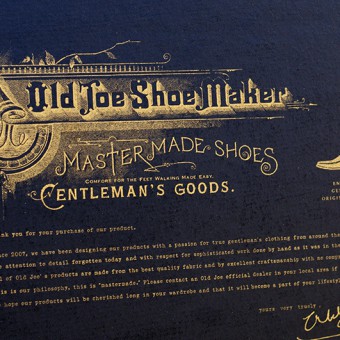 Old Joe Shoe Maker
MASTER MADE SHOES
COMFORT FOR THE FEET WALKING MADE EASY.
GENTLEMAN'S GOODS.
ank you for your purchase of our product.
nce 2007, we have been designing our products with a passion for true gentleman's clothing from around the
e attention to detail forgotten today and with respect for sophisticated work done by hand as it was in the
l of Old Joe' s products are made from the best quality fabric and by excellent craftsmanship with no comp
is is our philosophy, this is 'mastermade.' Please contact an Old Joe official dealer in your local area if
hope our products will be cherished long in your wardrobe and that it will become a part of your lifesty
yours very truly,